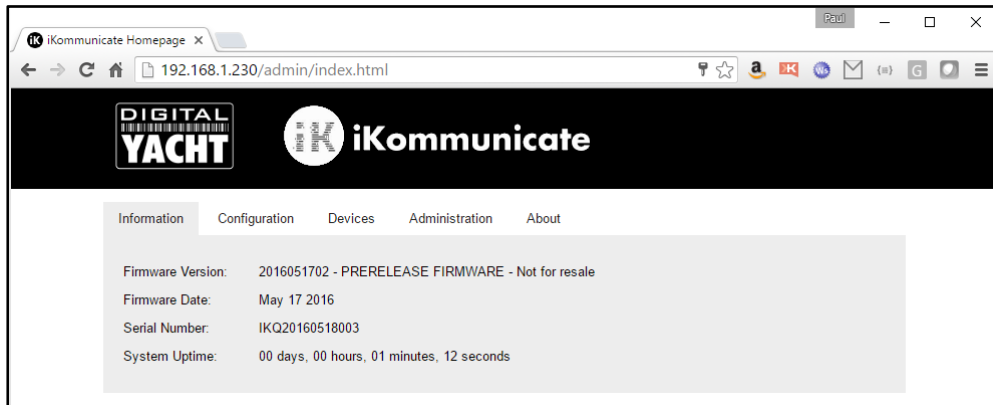 Paul
iKommunicate Homepage
192.168.1.230/admin/index.html
DIGITAL
YACHT
iK iKommunicate
Information Configuration Devices Administration About
Firmware Version: 2016051702 - PRERELEASE FIRMWARE - Not for resale
Firmware Date: May 17 2016
Serial Number: IKQ20160518003
System Uptime: 00 days, 00 hours, 01 minutes, 12 seconds